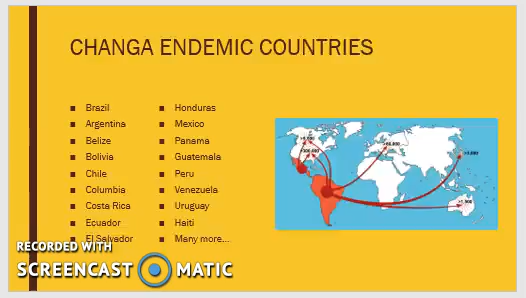 CHANGA ENDEMIC COUNTRIES
Brazil
Argentina
Belize
Bolivia
Chile
Columbia
Costa Rica
Ecuador
El Salvador
Honduras
Mexico
Panama
Guatemala
Peru
Venezuela
Uruguay
Haiti
Many more...
RECORDED WITH
SCREENCAST MATIC